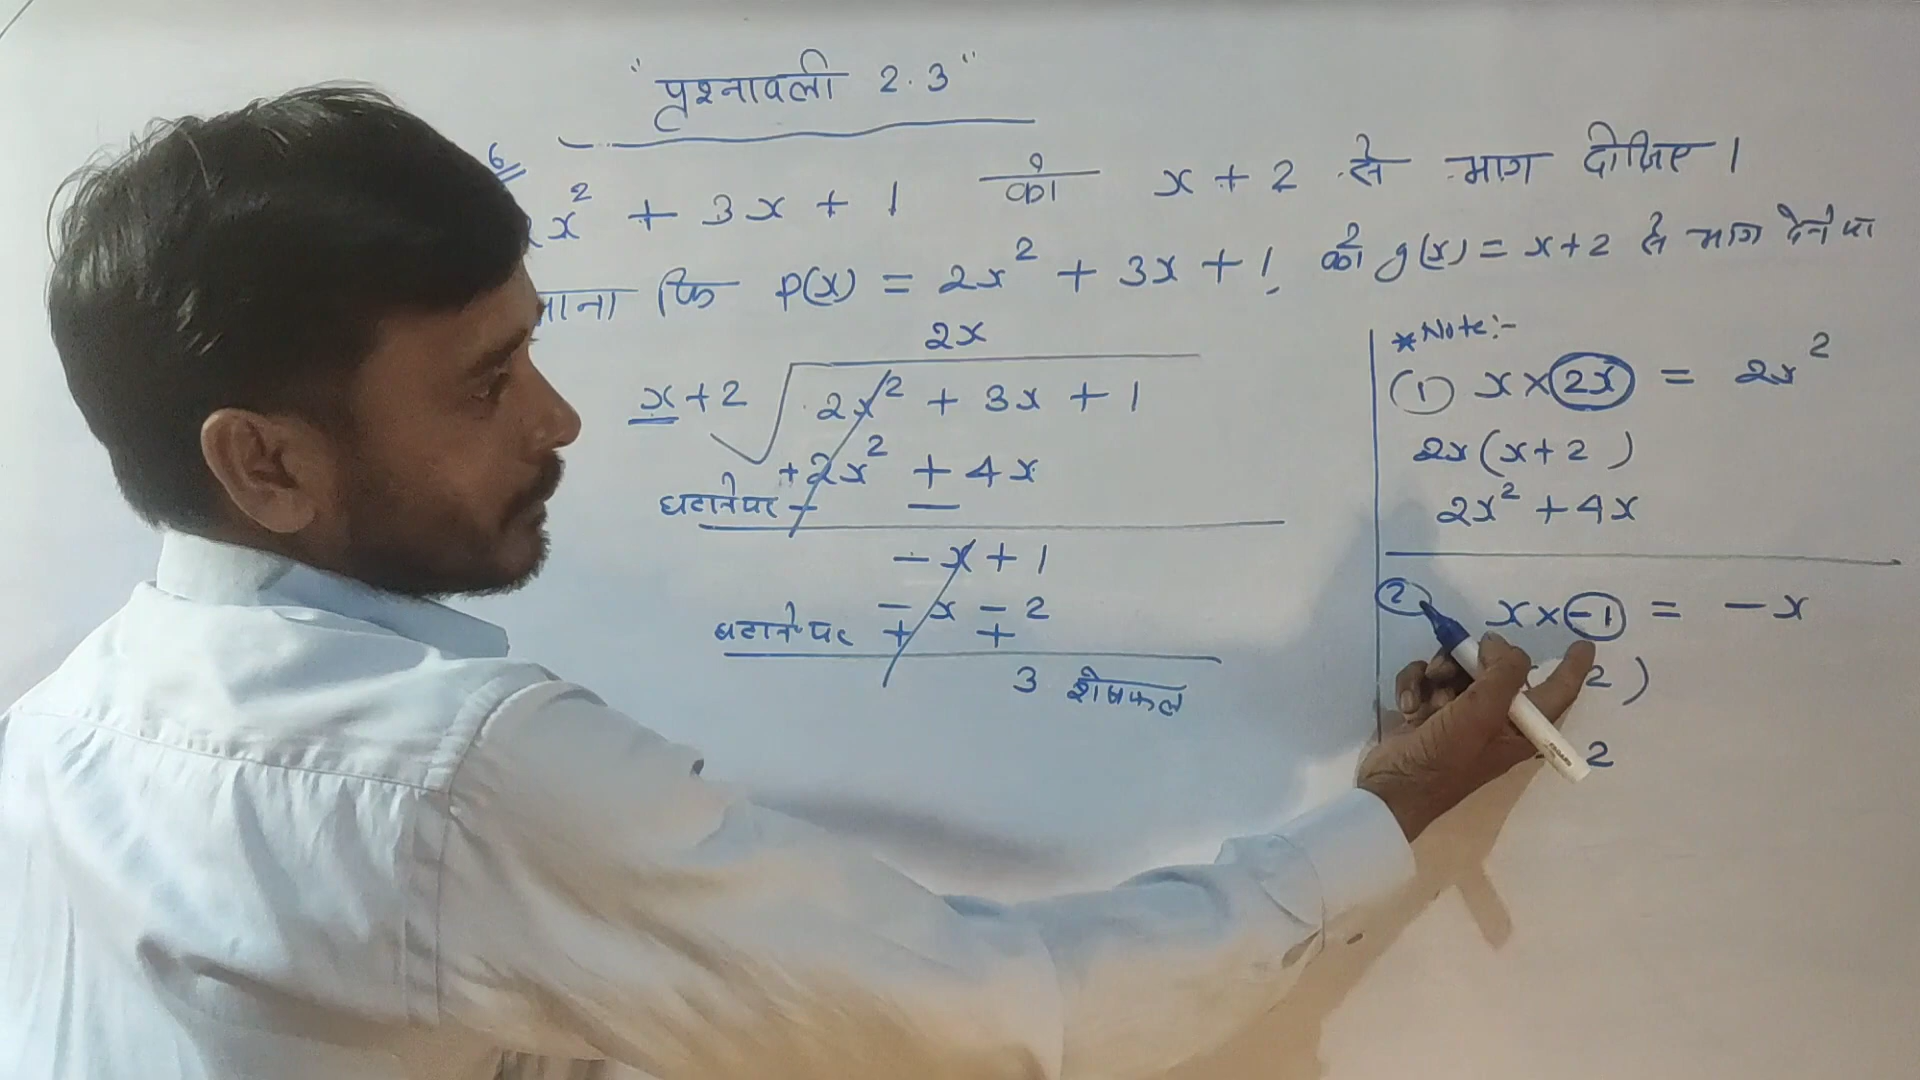 "प्रश्नावली 2.3"
6
2x² + 3x + 1 को x + 2 से भाग दीजिए ।
माना कि p(x) = 2x² + 3x + 1 को g(x) = x+2 से भाग देने पर
2x
x+2 2x² + 3x + 1
+2x² + 4x
घटाने पर - -
-x + 1
-x - 2
घटाने पर + +
3 शेषफल
*Note:-
(1) x × 2x = 2x²
2x(x+2)
2x² + 4x
2 x × -1 = -x
2)
2